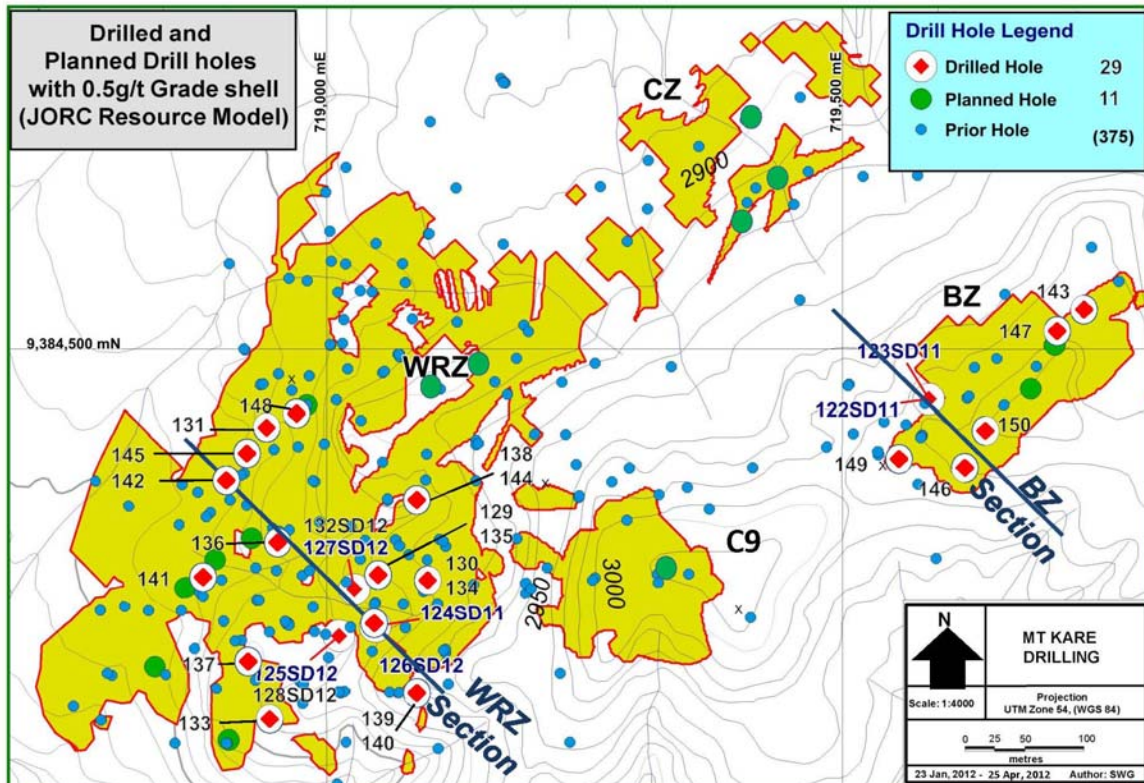 Drilled and
Planned Drill holes
with 0.5g/t Grade shell
(JORC Resource Model)
719,000 mE
719,500 mE
Drill Hole Legend
Drilled Hole 29
Planned Hole 11
Prior Hole (375)
CZ
2900
BZ
143
147
9,384,500 mN
123SD11
WRZ
122SD11
148
131
150
145
138
149
142
144
146
BZ
Section
129
132SD12
135
127SD12
136
C9
130
141
134
3000
2950
124SD11
N
MT KARE
DRILLING
126SD12
137
125SD12
128SD12
WRZ
Section
Scale: 1:4000
Projection
UTM Zone 54, (WGS 84)
133
139
140
0 25 50 100
metres
23 Jan, 2012 - 25 Apr, 2012 Author: SWG
x
x
x
x